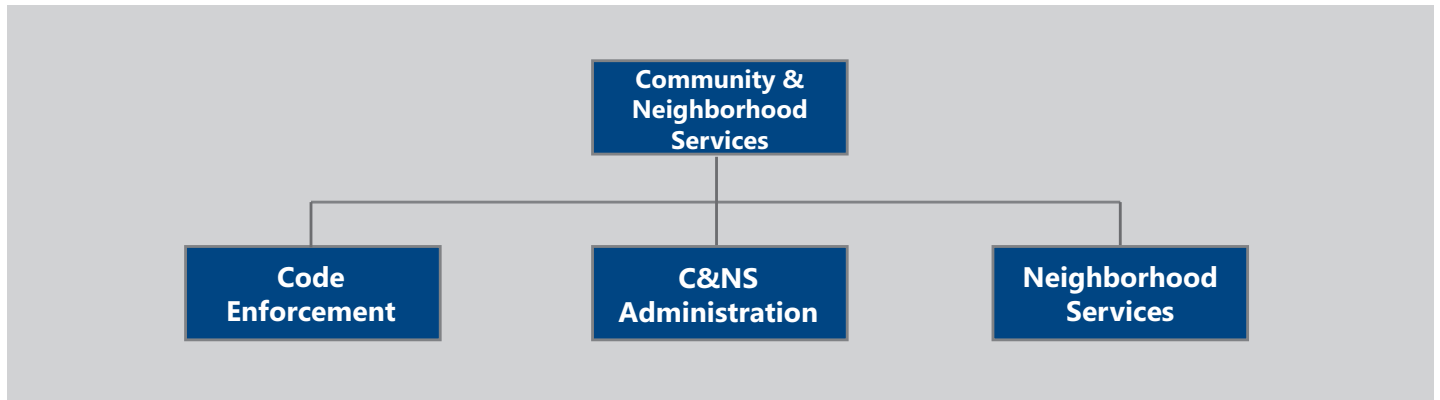 Community &
Neighborhood
Services
Code
Enforcement
C&NS
Administration
Neighborhood
Services